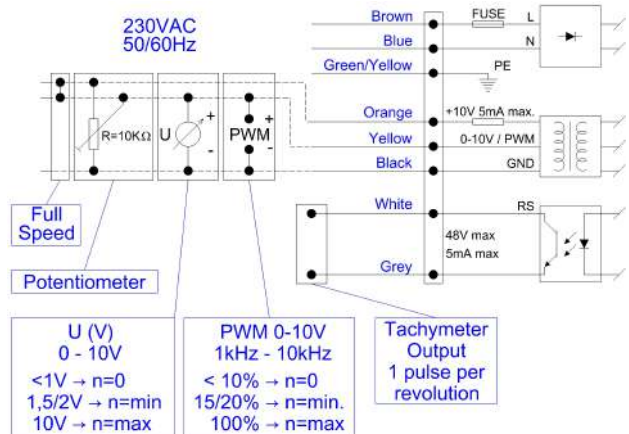 230VAC
50/60Hz
Brown
FUSE
L
Blue
N
Green/Yellow
PE
Orange
+10V 5mA max.
Yellow
0-10V / PWM
Black
GND
R=10KΩ
U
+
-
PWM
+
-
White
RS
48V max
5mA max
Grey
Full
Speed
Potentiometer
U (V)
0 - 10V
<1V → n=0
1,5/2V → n=min
10V → n=max
PWM 0-10V
1kHz - 10kHz
< 10% → n=0
15/20% → n=min.
100% → n=max
Tachymeter
Output
1 pulse per
revolution